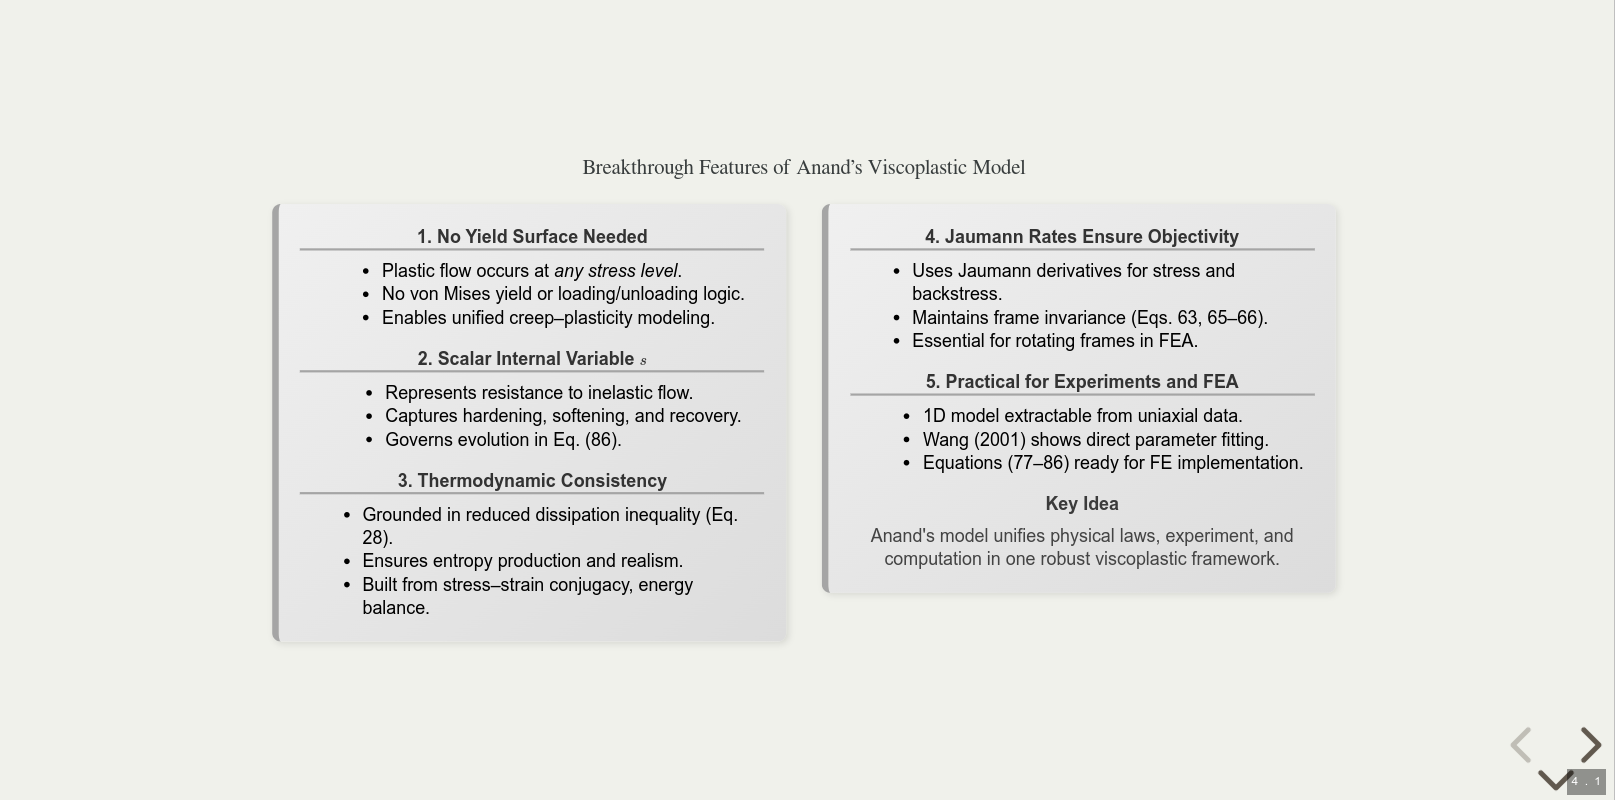 Breakthrough Features of Anand’s Viscoplastic Model
1. No Yield Surface Needed
• Plastic flow occurs at any stress level.
• No von Mises yield or loading/unloading logic.
• Enables unified creep–plasticity modeling.
2. Scalar Internal Variable s
• Represents resistance to inelastic flow.
• Captures hardening, softening, and recovery.
• Governs evolution in Eq. (86).
3. Thermodynamic Consistency
• Grounded in reduced dissipation inequality (Eq.
28).
• Ensures entropy production and realism.
• Built from stress–strain conjugacy, energy
balance.
4. Jaumann Rates Ensure Objectivity
• Uses Jaumann derivatives for stress and
backstress.
• Maintains frame invariance (Eqs. 63, 65–66).
• Essential for rotating frames in FEA.
5. Practical for Experiments and FEA
• 1D model extractable from uniaxial data.
• Wang (2001) shows direct parameter fitting.
• Equations (77–86) ready for FE implementation.
Key Idea
Anand's model unifies physical laws, experiment, and
computation in one robust viscoplastic framework.
4 . 1